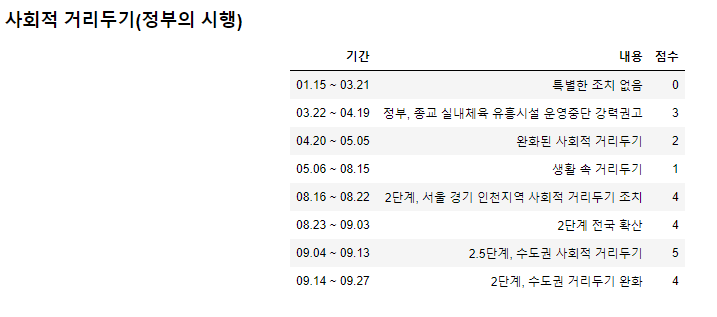 사회적 거리두기(정부의 시행)
기간 내용 점수
01.15 ~ 03.21 특별한 조치 없음 0
03.22 ~ 04.19 정부, 종교 실내체육 유흥시설 운영중단 강력권고 3
04.20 ~ 05.05 완화된 사회적 거리두기 2
05.06 ~ 08.15 생활 속 거리두기 1
08.16 ~ 08.22 2단계, 서울 경기 인천지역 사회적 거리두기 조치 4
08.23 ~ 09.03 2단계 전국 확산 4
09.04 ~ 09.13 2.5단계, 수도권 사회적 거리두기 5
09.14 ~ 09.27 2단계, 수도권 거리두기 완화 4